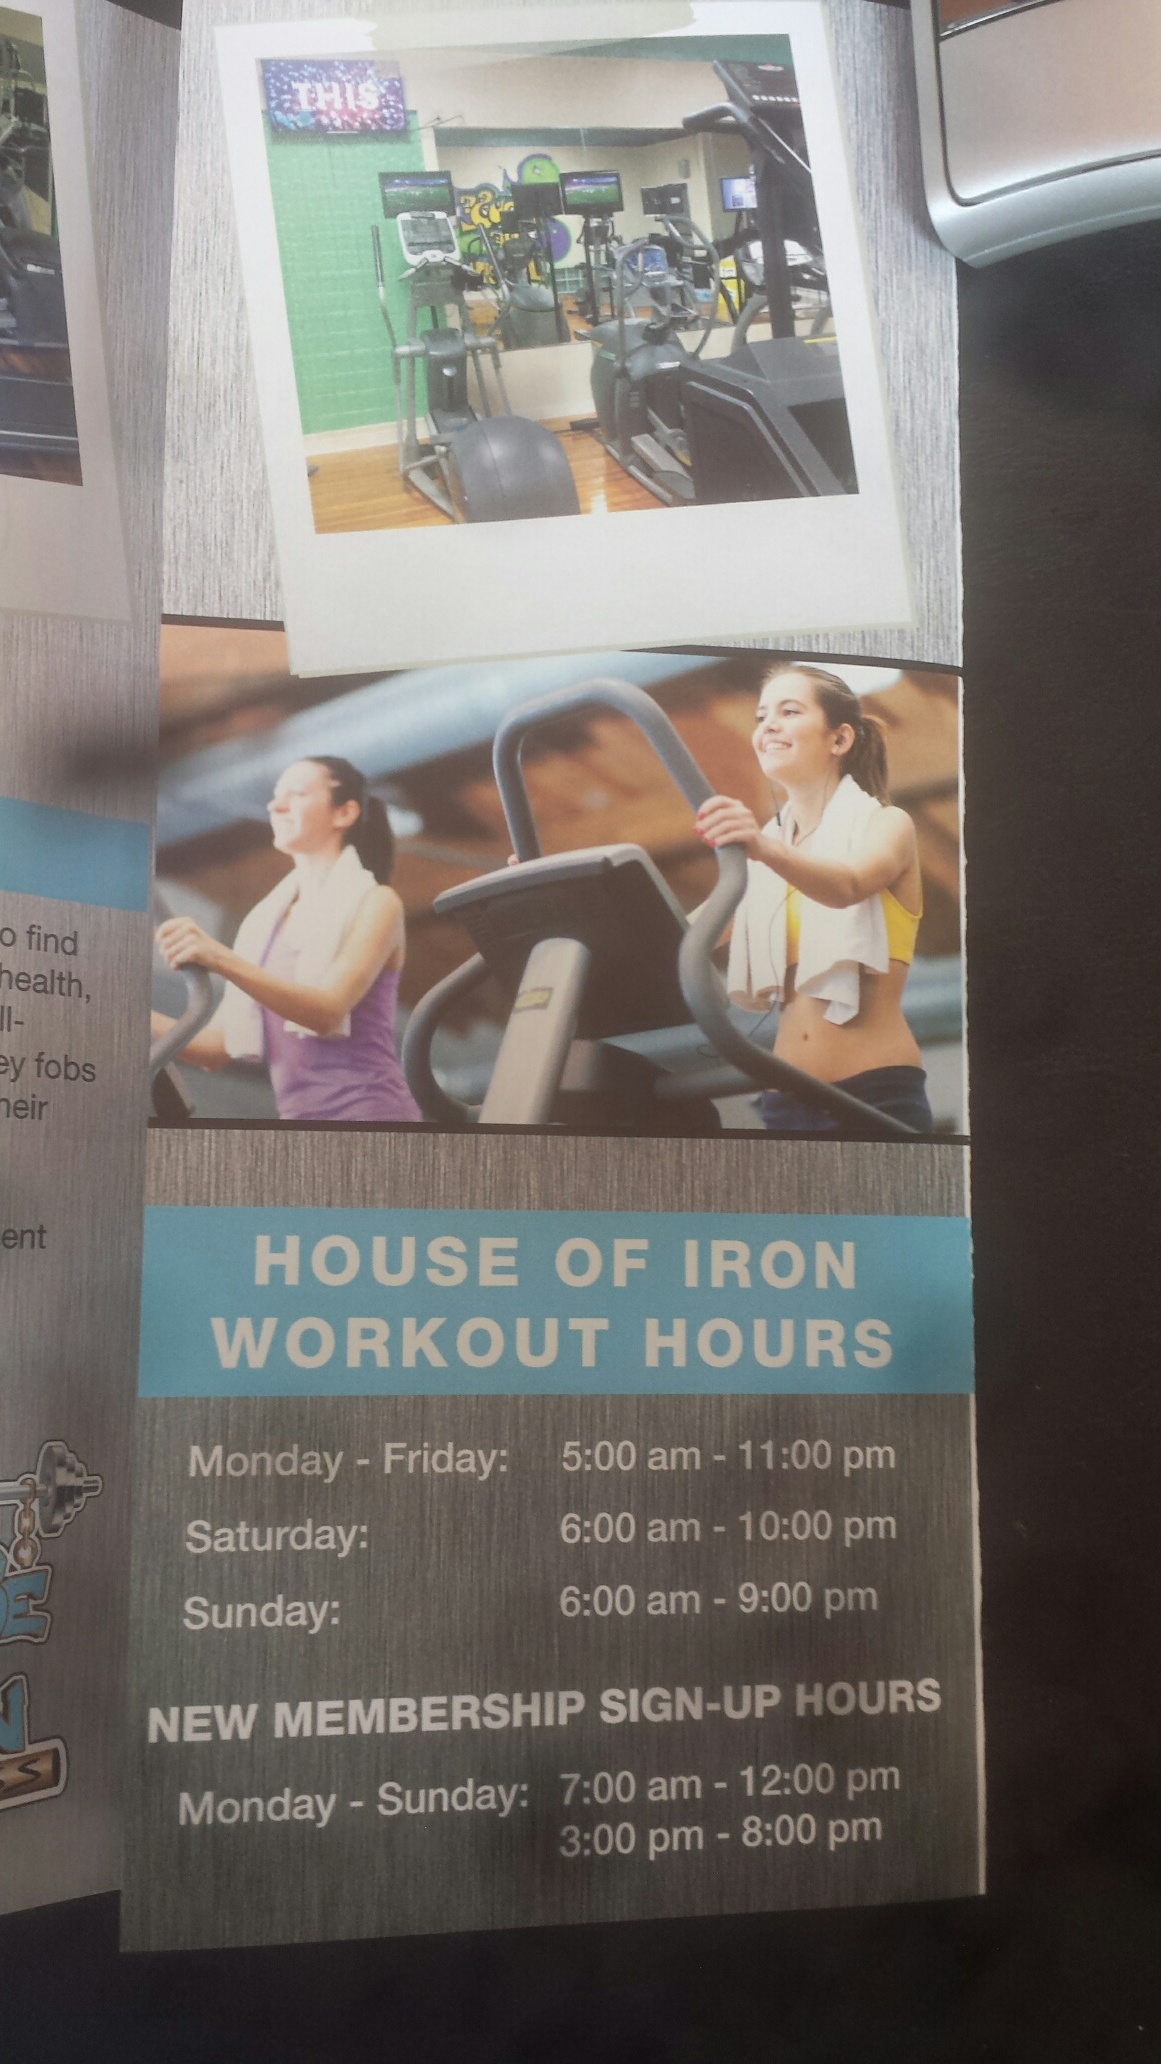 THIS
o find
health,
ll-
ey fobs
heir
ent
HOUSE OF IRON
WORKOUT HOURS
Monday - Friday: 5:00 am - 11:00 pm
Saturday: 6:00 am - 10:00 pm
Sunday: 6:00 am - 9:00 pm
NEW MEMBERSHIP SIGN-UP HOURS
Monday - Sunday: 7:00 am - 12:00 pm
3:00 pm - 8:00 pm